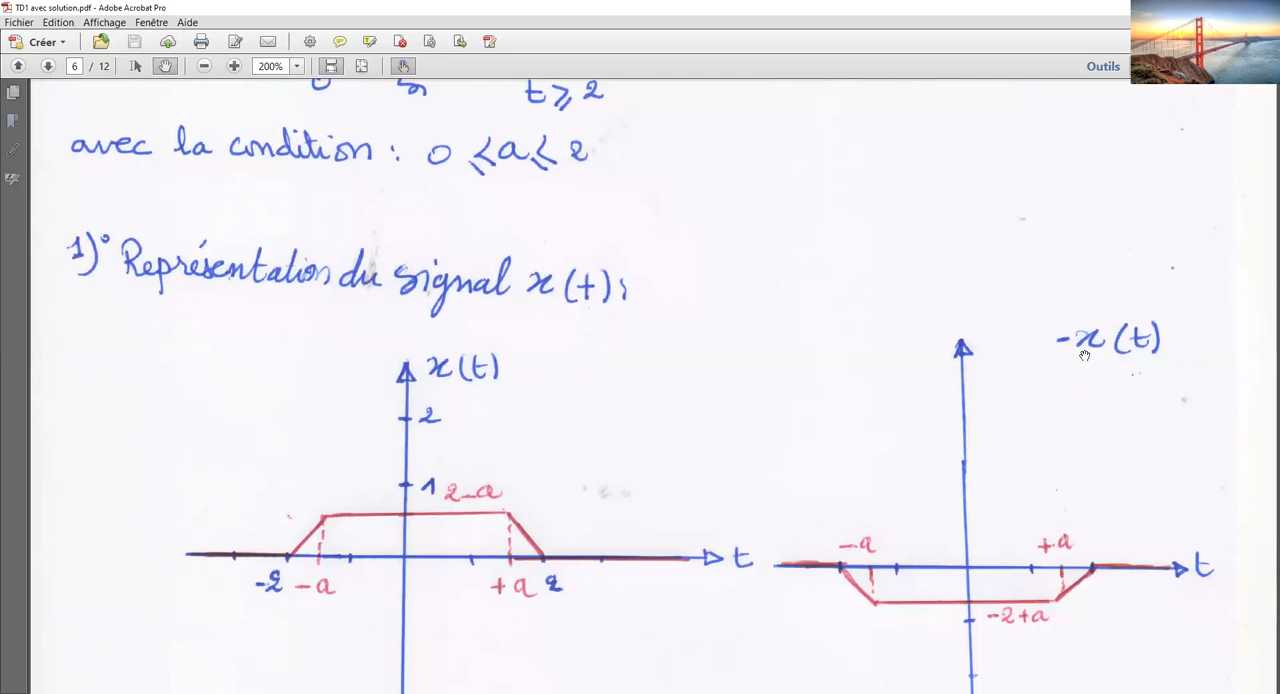 TD1 avec solution.pdf - Adobe Acrobat Pro
Fichier Edition Affichage Fenêtre Aide
Créer
6 / 12 200% Outils
t ⩾ 2
avec la condition : 0 ⩽ a ⩽ 2
1)° Représentation du signal x(t):
-x(t)
x(t)
2
1 2-a
-a +a
t
t
-2 -a +a 2
-2+a